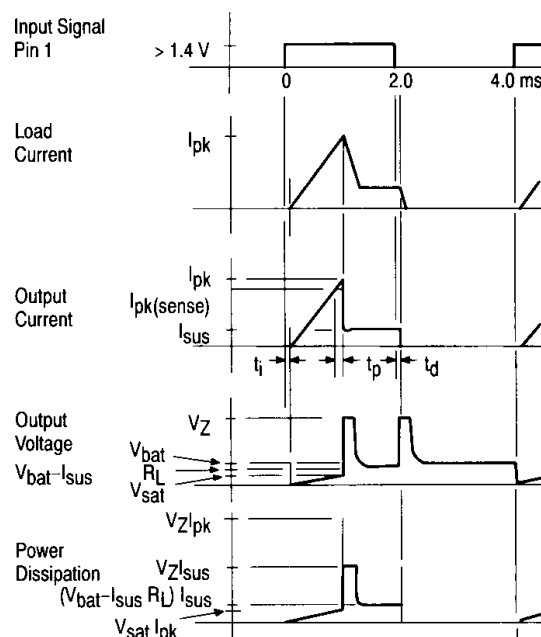 Input Signal
Pin 1
> 1.4 V
0
2.0
4.0 ms
Load
Current
Ipk
Output
Current
Ipk
Ipk(sense)
Isus
ti
tp
td
Output
Voltage
VZ
Vbat
Vbat–Isus RL
Vsat
VZIpk
Power
Dissipation
VZIsus
(Vbat–Isus RL) Isus
Vsat Ipk